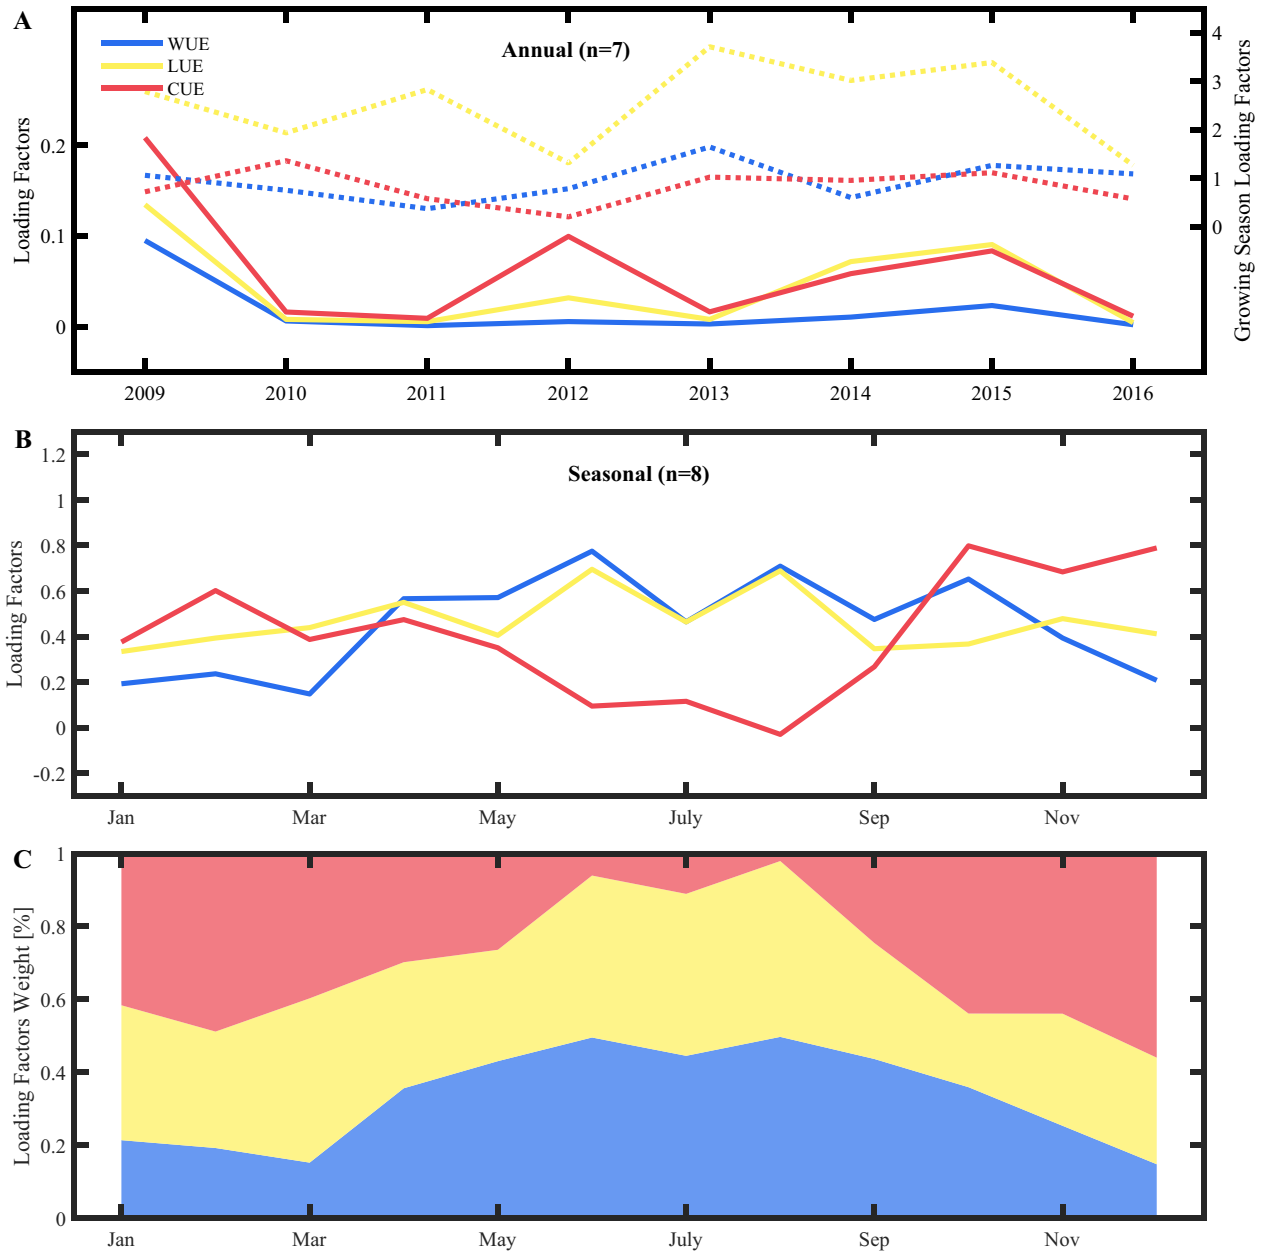 A
Annual (n=7)
WUE
LUE
CUE
Loading Factors
0.2
0.1
0
4
3
2
1
0
Growing Season Loading Factors
2009 2010 2011 2012 2013 2014 2015 2016
B
Seasonal (n=8)
Loading Factors
1.2
1
0.8
0.6
0.4
0.2
0
-0.2
Jan Mar May July Sep Nov
C
Loading Factors Weight [%]
1
0.8
0.6
0.4
0.2
0
Jan Mar May July Sep Nov